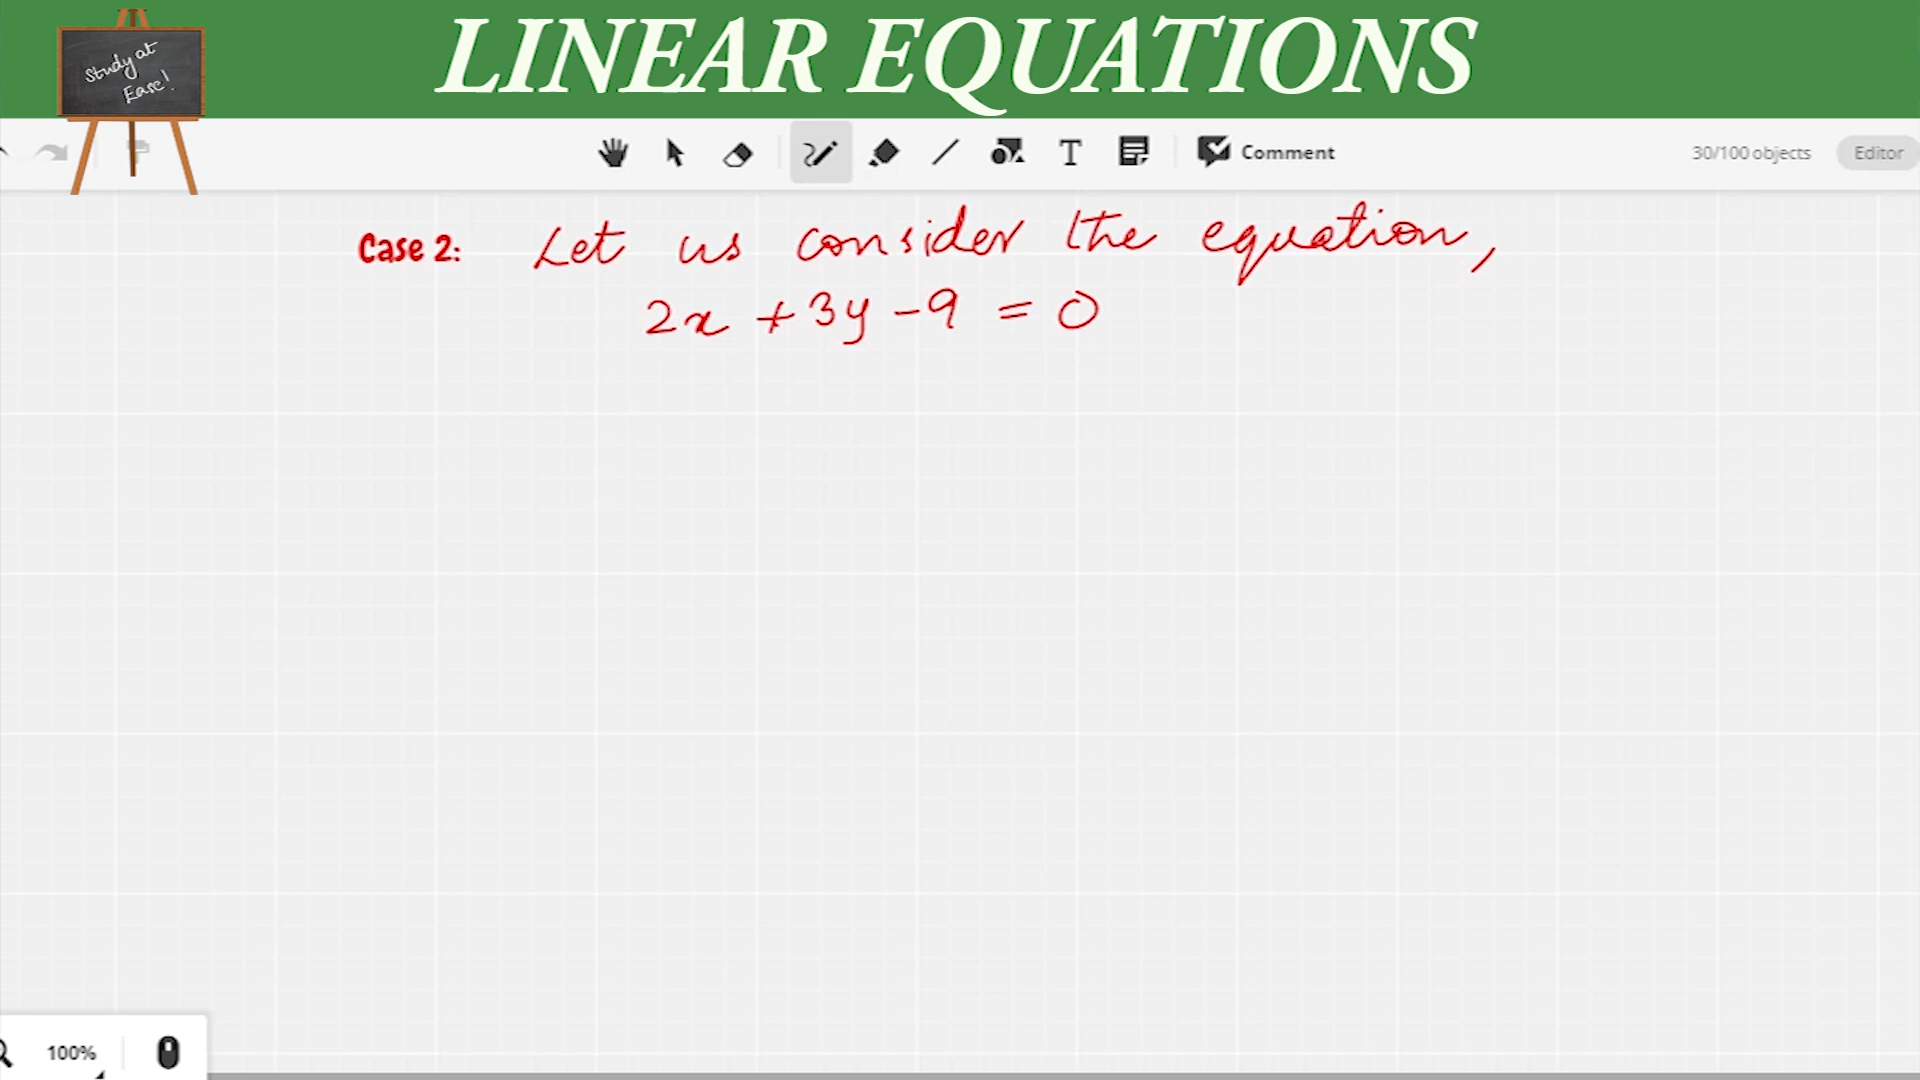 LINEAR EQUATIONS
Study at
Ease!
Comment
30/100 objects
Editor
Case 2: Let us consider the equation,
2x + 3y - 9 = 0
100%